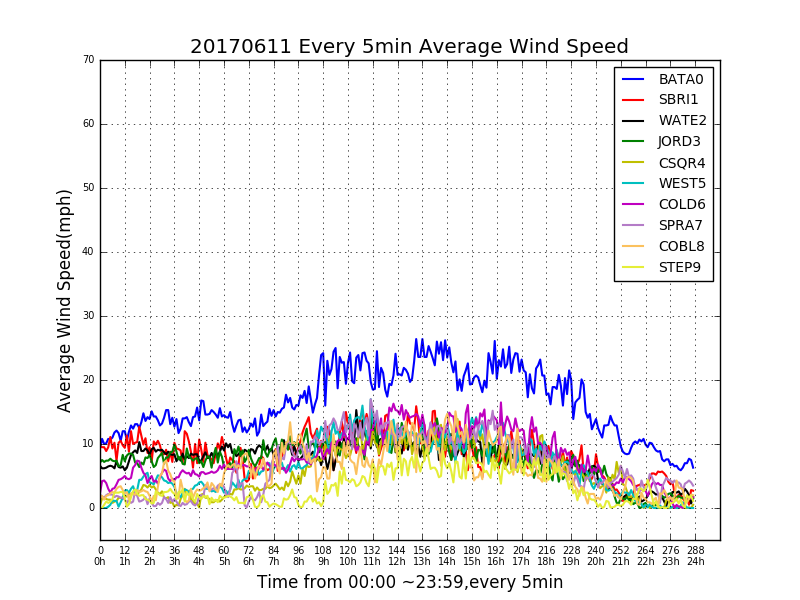 20170611 Every 5min Average Wind Speed
70
60
50
40
30
20
10
0
Average Wind Speed(mph)
BATA0
SBRI1
WATE2
JORD3
CSQR4
WEST5
COLD6
SPRA7
COBL8
STEP9
0 12 24 36 48 60 72 84 96 108 120 132 144 156 168 180 192 204 216 228 240 252 264 276 288
0h 1h 2h 3h 4h 5h 6h 7h 8h 9h 10h 11h 12h 13h 14h 15h 16h 17h 18h 19h 20h 21h 22h 23h 24h
Time from 00:00 ~23:59,every 5min